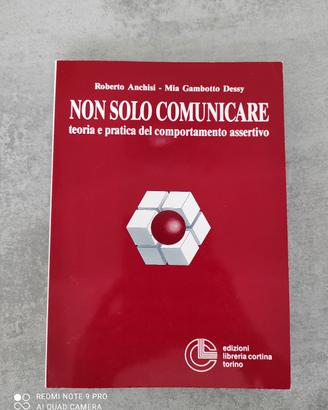 Roberto Anchisi - Mia Gambotto Dessy
NON SOLO COMUNICARE
teoria e pratica del comportamento assertivo
edizioni
libreria cortina
torino
REDMI NOTE 9 PRO
AI QUAD CAMERA